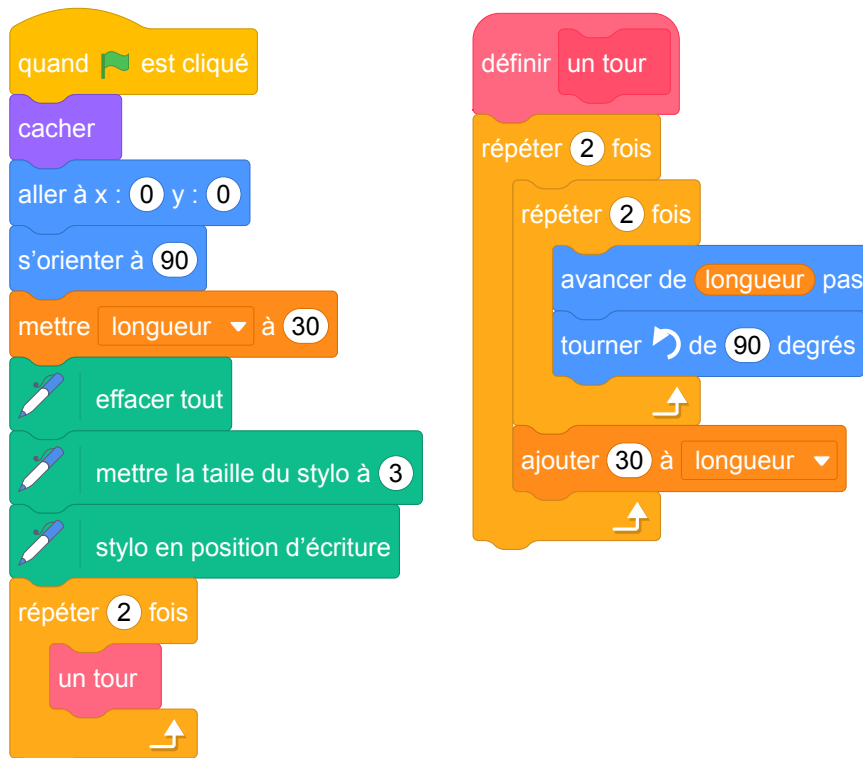 quand est cliqué
cacher
aller à x : 0 y : 0
s’orienter à 90
mettre longueur à 30
effacer tout
mettre la taille du stylo à 3
stylo en position d’écriture
répéter 2 fois
un tour
définir un tour
répéter 2 fois
répéter 2 fois
avancer de longueur pas
tourner de 90 degrés
ajouter 30 à longueur